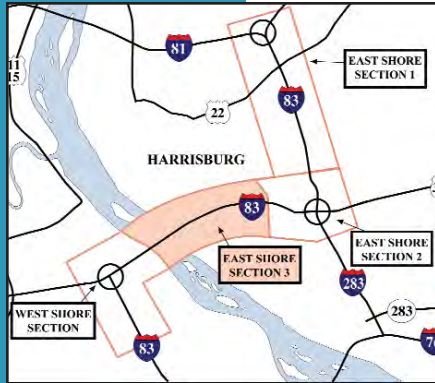 81
EAST SHORE
SECTION 1
11
15
83
22
HARRISBURG
83
EAST SHORE
SECTION 3
EAST SHORE
SECTION 2
283
WEST SHORE
SECTION
283
83